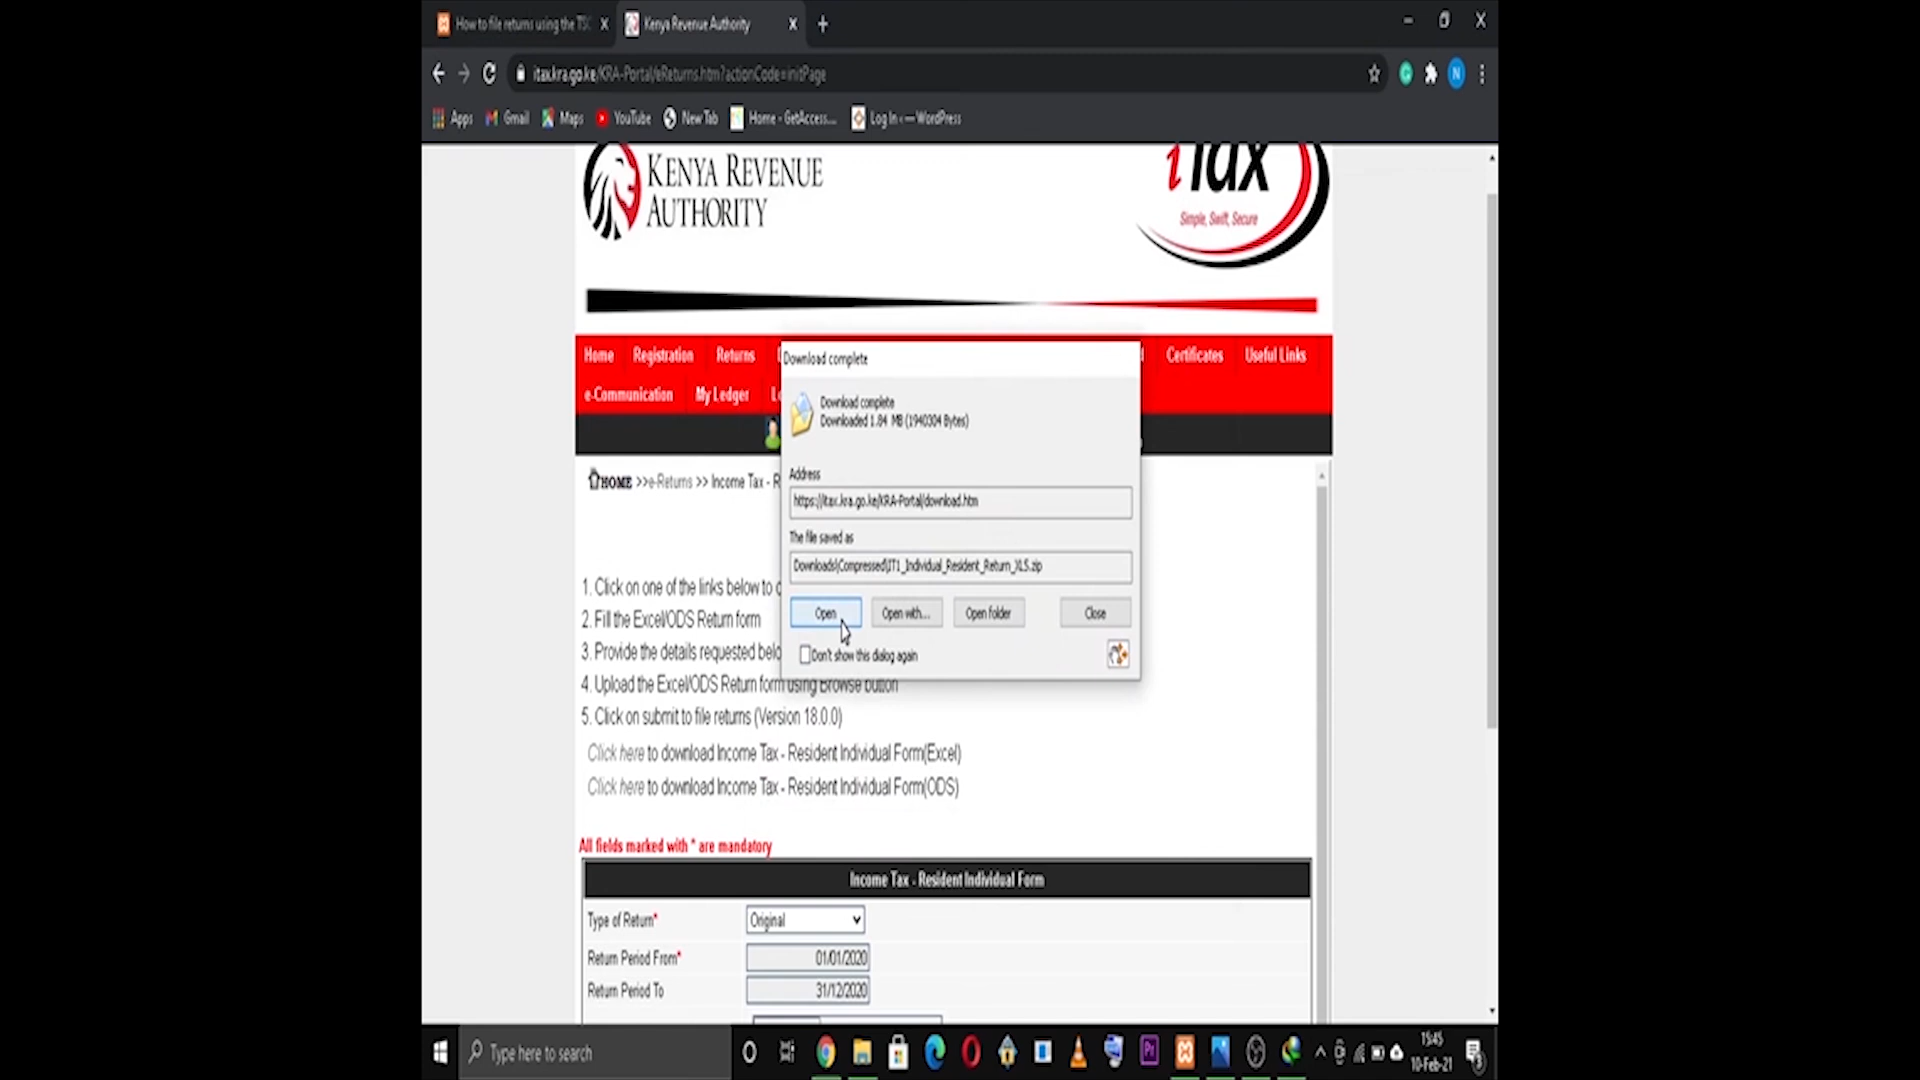 How to file returns using the TSC
Kenya Revenue Authority
itax.kra.go.ke/KRA-Portal/eReturns.htm?actionCode=initPage
N
Apps Gmail Maps YouTube New Tab Home - GetAccess... Log In ‹ — WordPress
KENYA REVENUE
AUTHORITY
iTax
Simple, Swift, Secure
Home Registration Returns Certificates Useful Links
e-Communication My Ledger
Download complete
Download complete
Downloaded 1.84 MB (1940304 Bytes)
Address
https://itax.kra.go.ke/KRA-Portal/download.htm
The file saved as
Downloads\Compressed\IT1_Individual_Resident_Return_XLS.zip
Open Open with... Open folder Close
Don't show this dialog again
HOME >>e-Returns >> Income Tax - R
1. Click on one of the links below to
2. Fill the Excel/ODS Return form
3. Provide the details requested
4. Upload the Excel/ODS Return form using Browse button
5. Click on submit to file returns (Version 18.0.0)
Click here to download Income Tax - Resident Individual Form(Excel)
Click here to download Income Tax - Resident Individual Form(ODS)
All fields marked with * are mandatory
Income Tax - Resident Individual Form
Type of Return* Original
Return Period From* 01/01/2020
Return Period To 31/12/2020
Type here to search
Pr
15:45
10-Feb-21
3